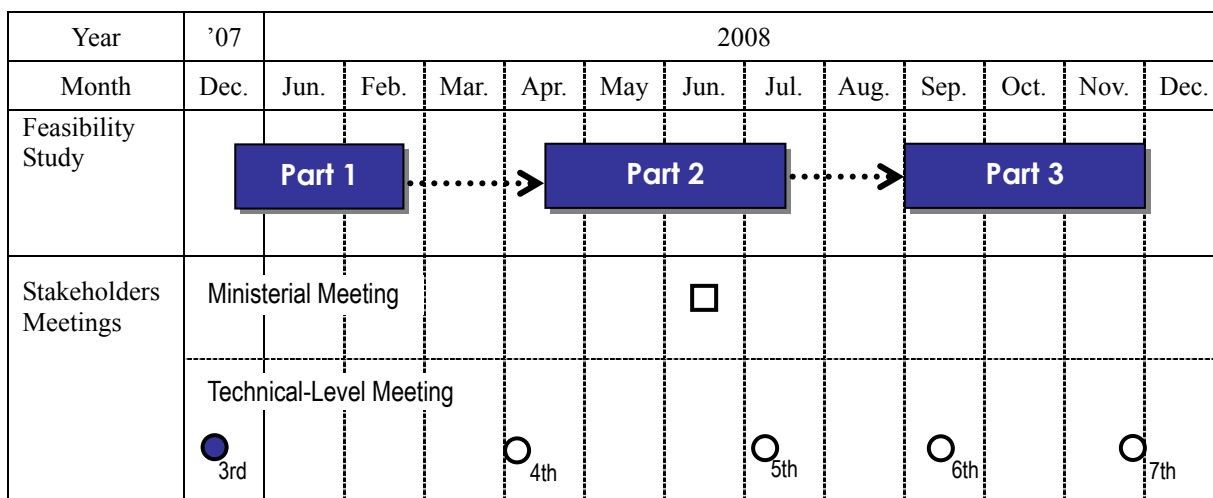 Year ’07 2008
Month Dec. Jun. Feb. Mar. Apr. May Jun. Jul. Aug. Sep. Oct. Nov. Dec.
Feasibility
Study
Part 1 Part 2 Part 3
Stakeholders
Meetings
Ministerial Meeting
Technical-Level Meeting
3rd 4th 5th 6th 7th